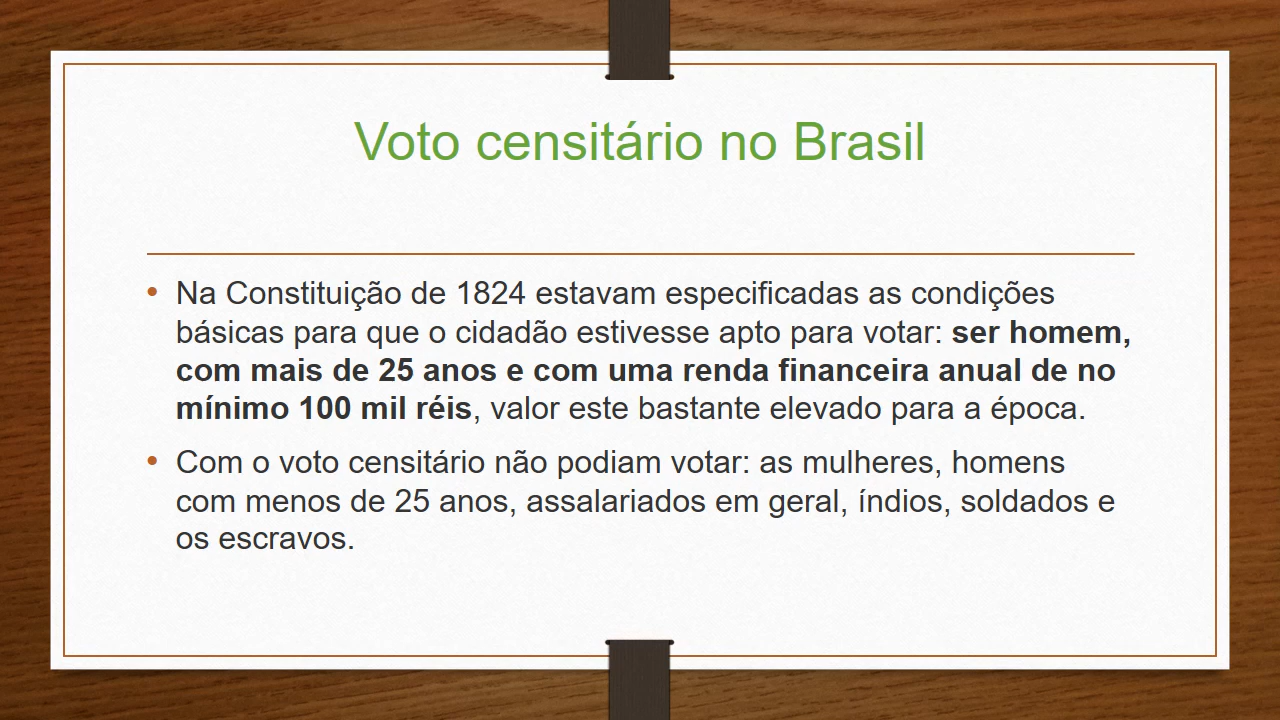 Voto censitário no Brasil
• Na Constituição de 1824 estavam especificadas as condições
básicas para que o cidadão estivesse apto para votar: ser homem,
com mais de 25 anos e com uma renda financeira anual de no
mínimo 100 mil réis, valor este bastante elevado para a época.
• Com o voto censitário não podiam votar: as mulheres, homens
com menos de 25 anos, assalariados em geral, índios, soldados e
os escravos.